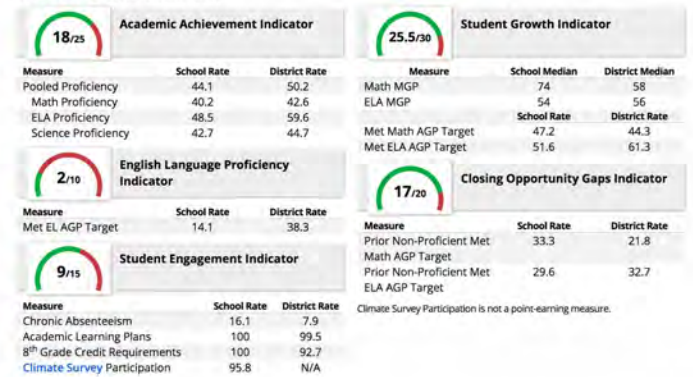 18/25
Academic Achievement Indicator
Measure School Rate District Rate
Pooled Proficiency 44.1 50.2
Math Proficiency 40.2 42.6
ELA Proficiency 48.5 59.6
Science Proficiency 42.7 44.7
2/10
English Language Proficiency
Indicator
Measure School Rate District Rate
Met EL AGP Target 14.1 38.3
9/15
Student Engagement Indicator
Measure School Rate District Rate
Chronic Absenteeism 16.1 7.9
Academic Learning Plans 100 99.5
8th Grade Credit Requirements 100 92.7
Climate Survey Participation 95.8 N/A
25.5/30
Student Growth Indicator
Measure School Median District Median
Math MGP 74 58
ELA MGP 54 56
School Rate District Rate
Met Math AGP Target 47.2 44.3
Met ELA AGP Target 51.6 61.3
17/20
Closing Opportunity Gaps Indicator
Measure School Rate District Rate
Prior Non-Proficient Met 33.3 21.8
Math AGP Target
Prior Non-Proficient Met 29.6 32.7
ELA AGP Target
Climate Survey Participation is not a point-earning measure.